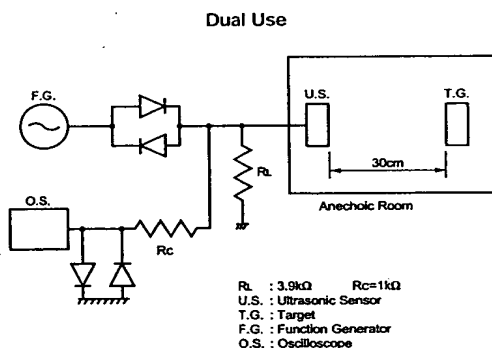 Dual Use
F.G.
U.S.
T.G.
30cm
Anechoic Room
RL
O.S.
Rc
RL : 3.9kΩ Rc=1kΩ
U.S. : Ultrasonic Sensor
T.G. : Target
F.G. : Function Generator
O.S. : Oscilloscope